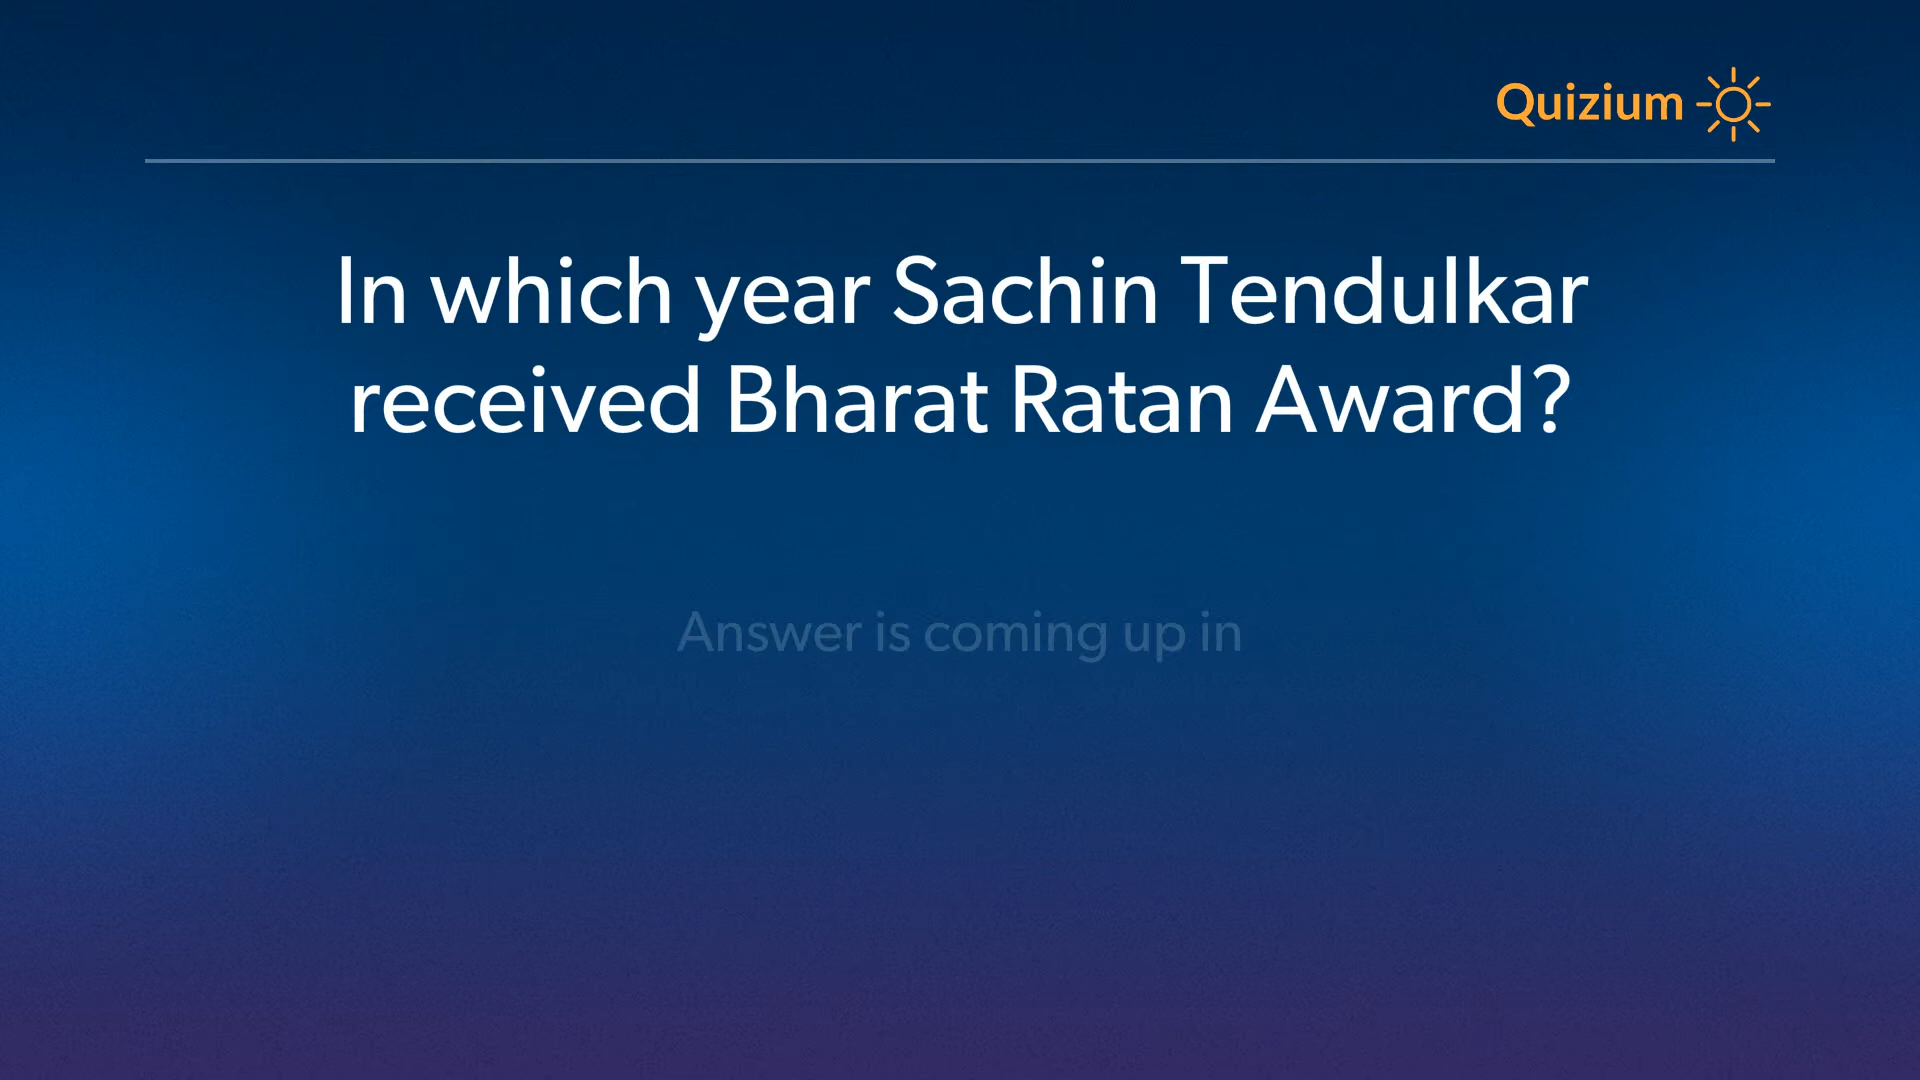 Quizium
In which year Sachin Tendulkar
received Bharat Ratan Award?
Answer is coming up in